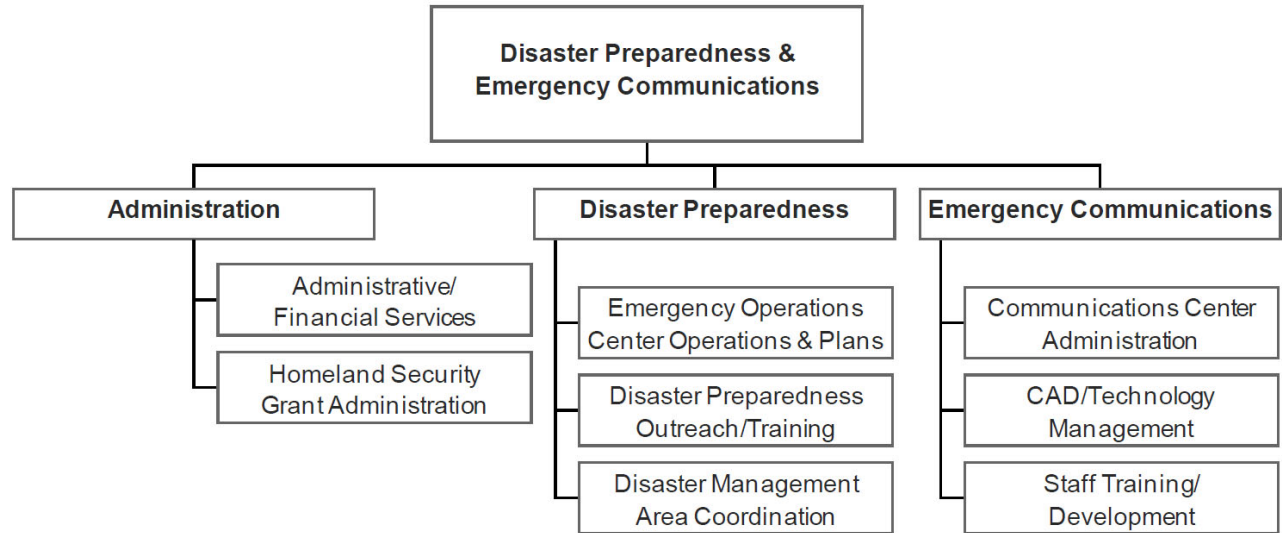 Disaster Preparedness &
Emergency Communications
Administration
Administrative/
Financial Services
Homeland Security
Grant Administration
Disaster Preparedness
Emergency Operations
Center Operations & Plans
Disaster Preparedness
Outreach/Training
Disaster Management
Area Coordination
Emergency Communications
Communications Center
Administration
CAD/Technology
Management
Staff Training/
Development